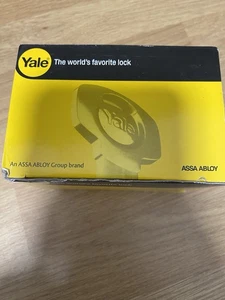 Yale
The world's favorite lock
Yale
An ASSA ABLOY Group brand
ASSA ABLOY